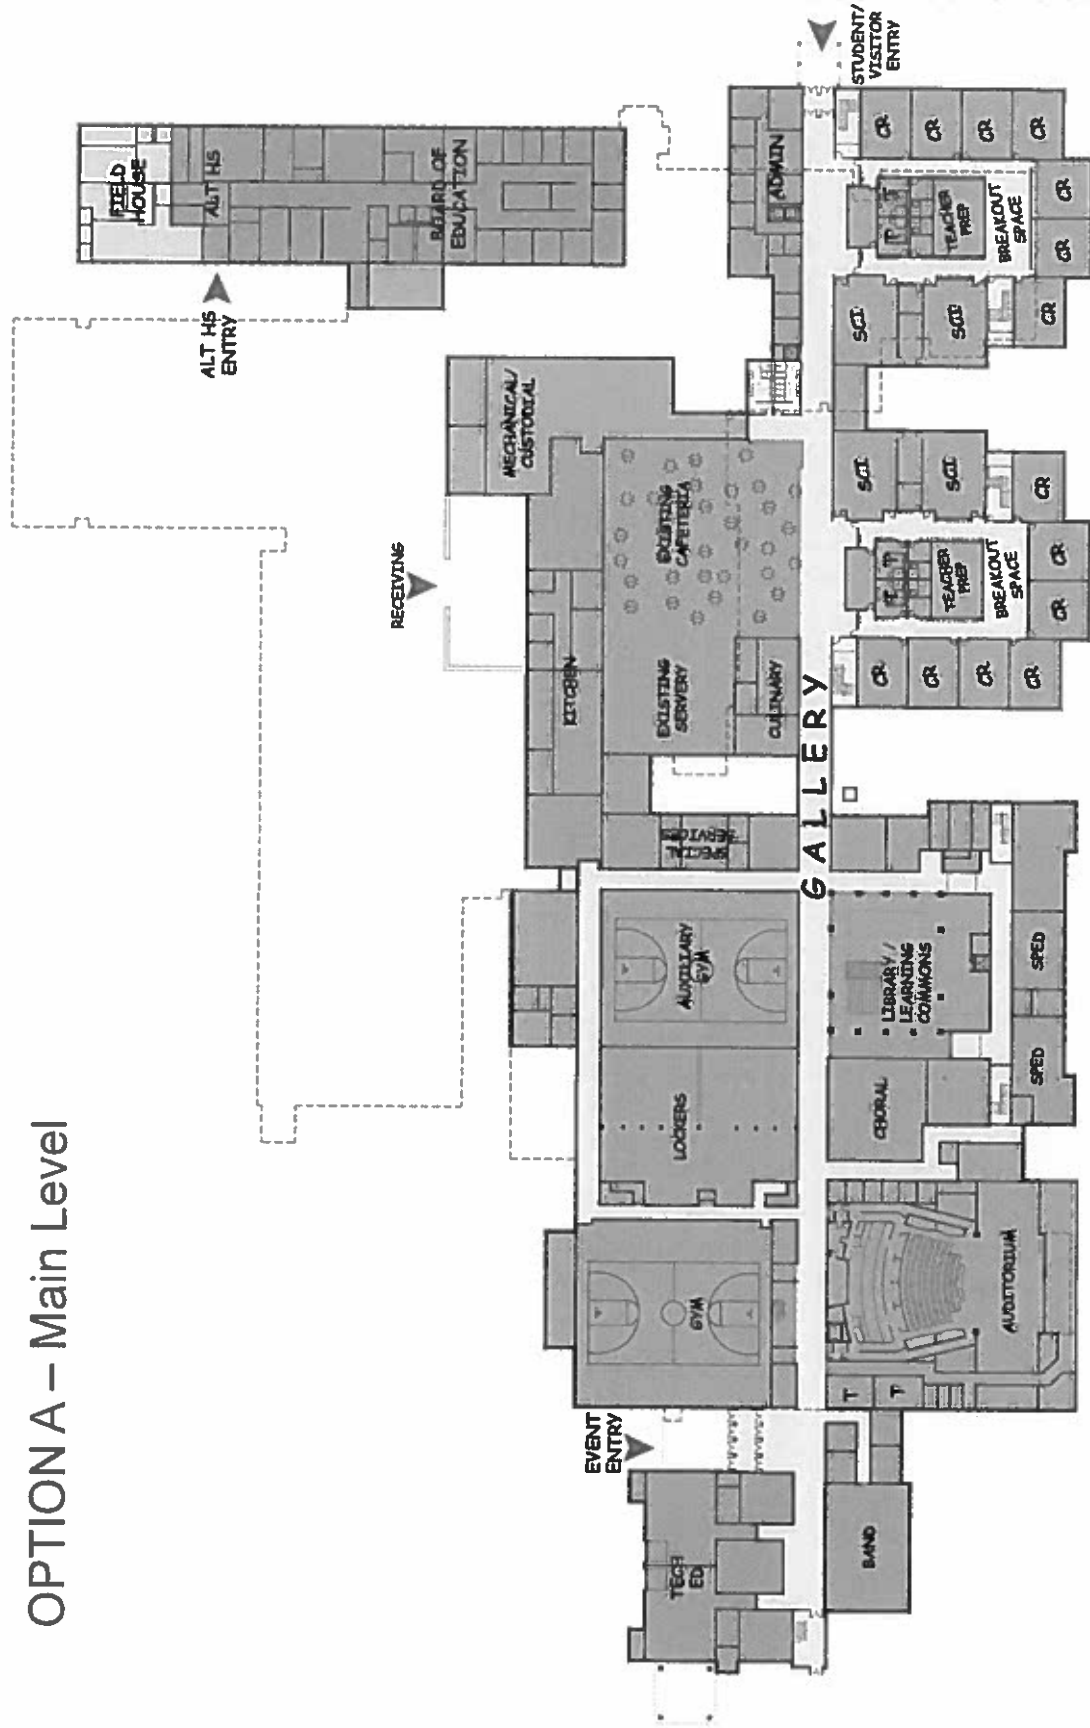 OPTION A – Main Level
TECH
ED
BAND
EVENT
ENTRY
GYM
T
T
AUDITORIUM
LOCKERS
AUXILIARY
GYM
CHORAL
LIBRARY /
LEARNING
COMMONS
SPED
SPED
SPECIAL
SERVICES
GALLERY
KITCHEN
EXISTING
SERVERY
CULINARY
EXISTING
CAFETERIA
RECEIVING
MECHANICAL/
CUSTODIAL
CR
CR
CR
CR
T
T
TEACHER
PREP
BREAKOUT
SPACE
CR
CR
SCI
SCI
CR
SCI
SCI
CR
T
T
TEACHER
PREP
BREAKOUT
SPACE
CR
CR
CR
CR
CR
CR
ADMIN
STUDENT/
VISITOR
ENTRY
ALT HS
ENTRY
FIELD
HOUSE
ALT HS
BOARD OF
EDUCATION